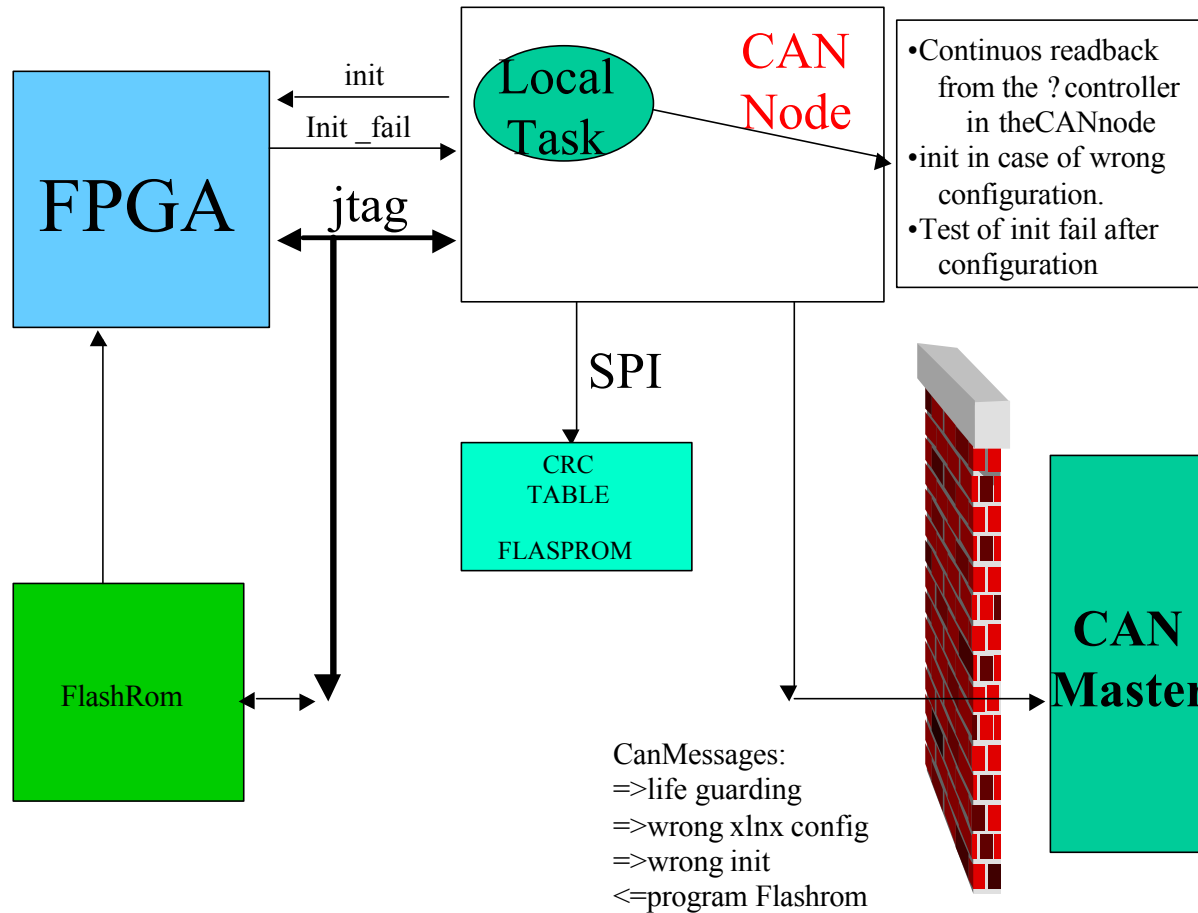 init
Init _fail
FPGA
jtag
Local
Task
CAN
Node
•Continuos readback
from the ? controller
in theCANnode
•init in case of wrong
configuration.
•Test of init fail after
configuration
SPI
CRC
TABLE
FLASPROM
FlashRom
CAN
Master
CanMessages:
=>life guarding
=>wrong xlnx config
=>wrong init
<=program Flashrom